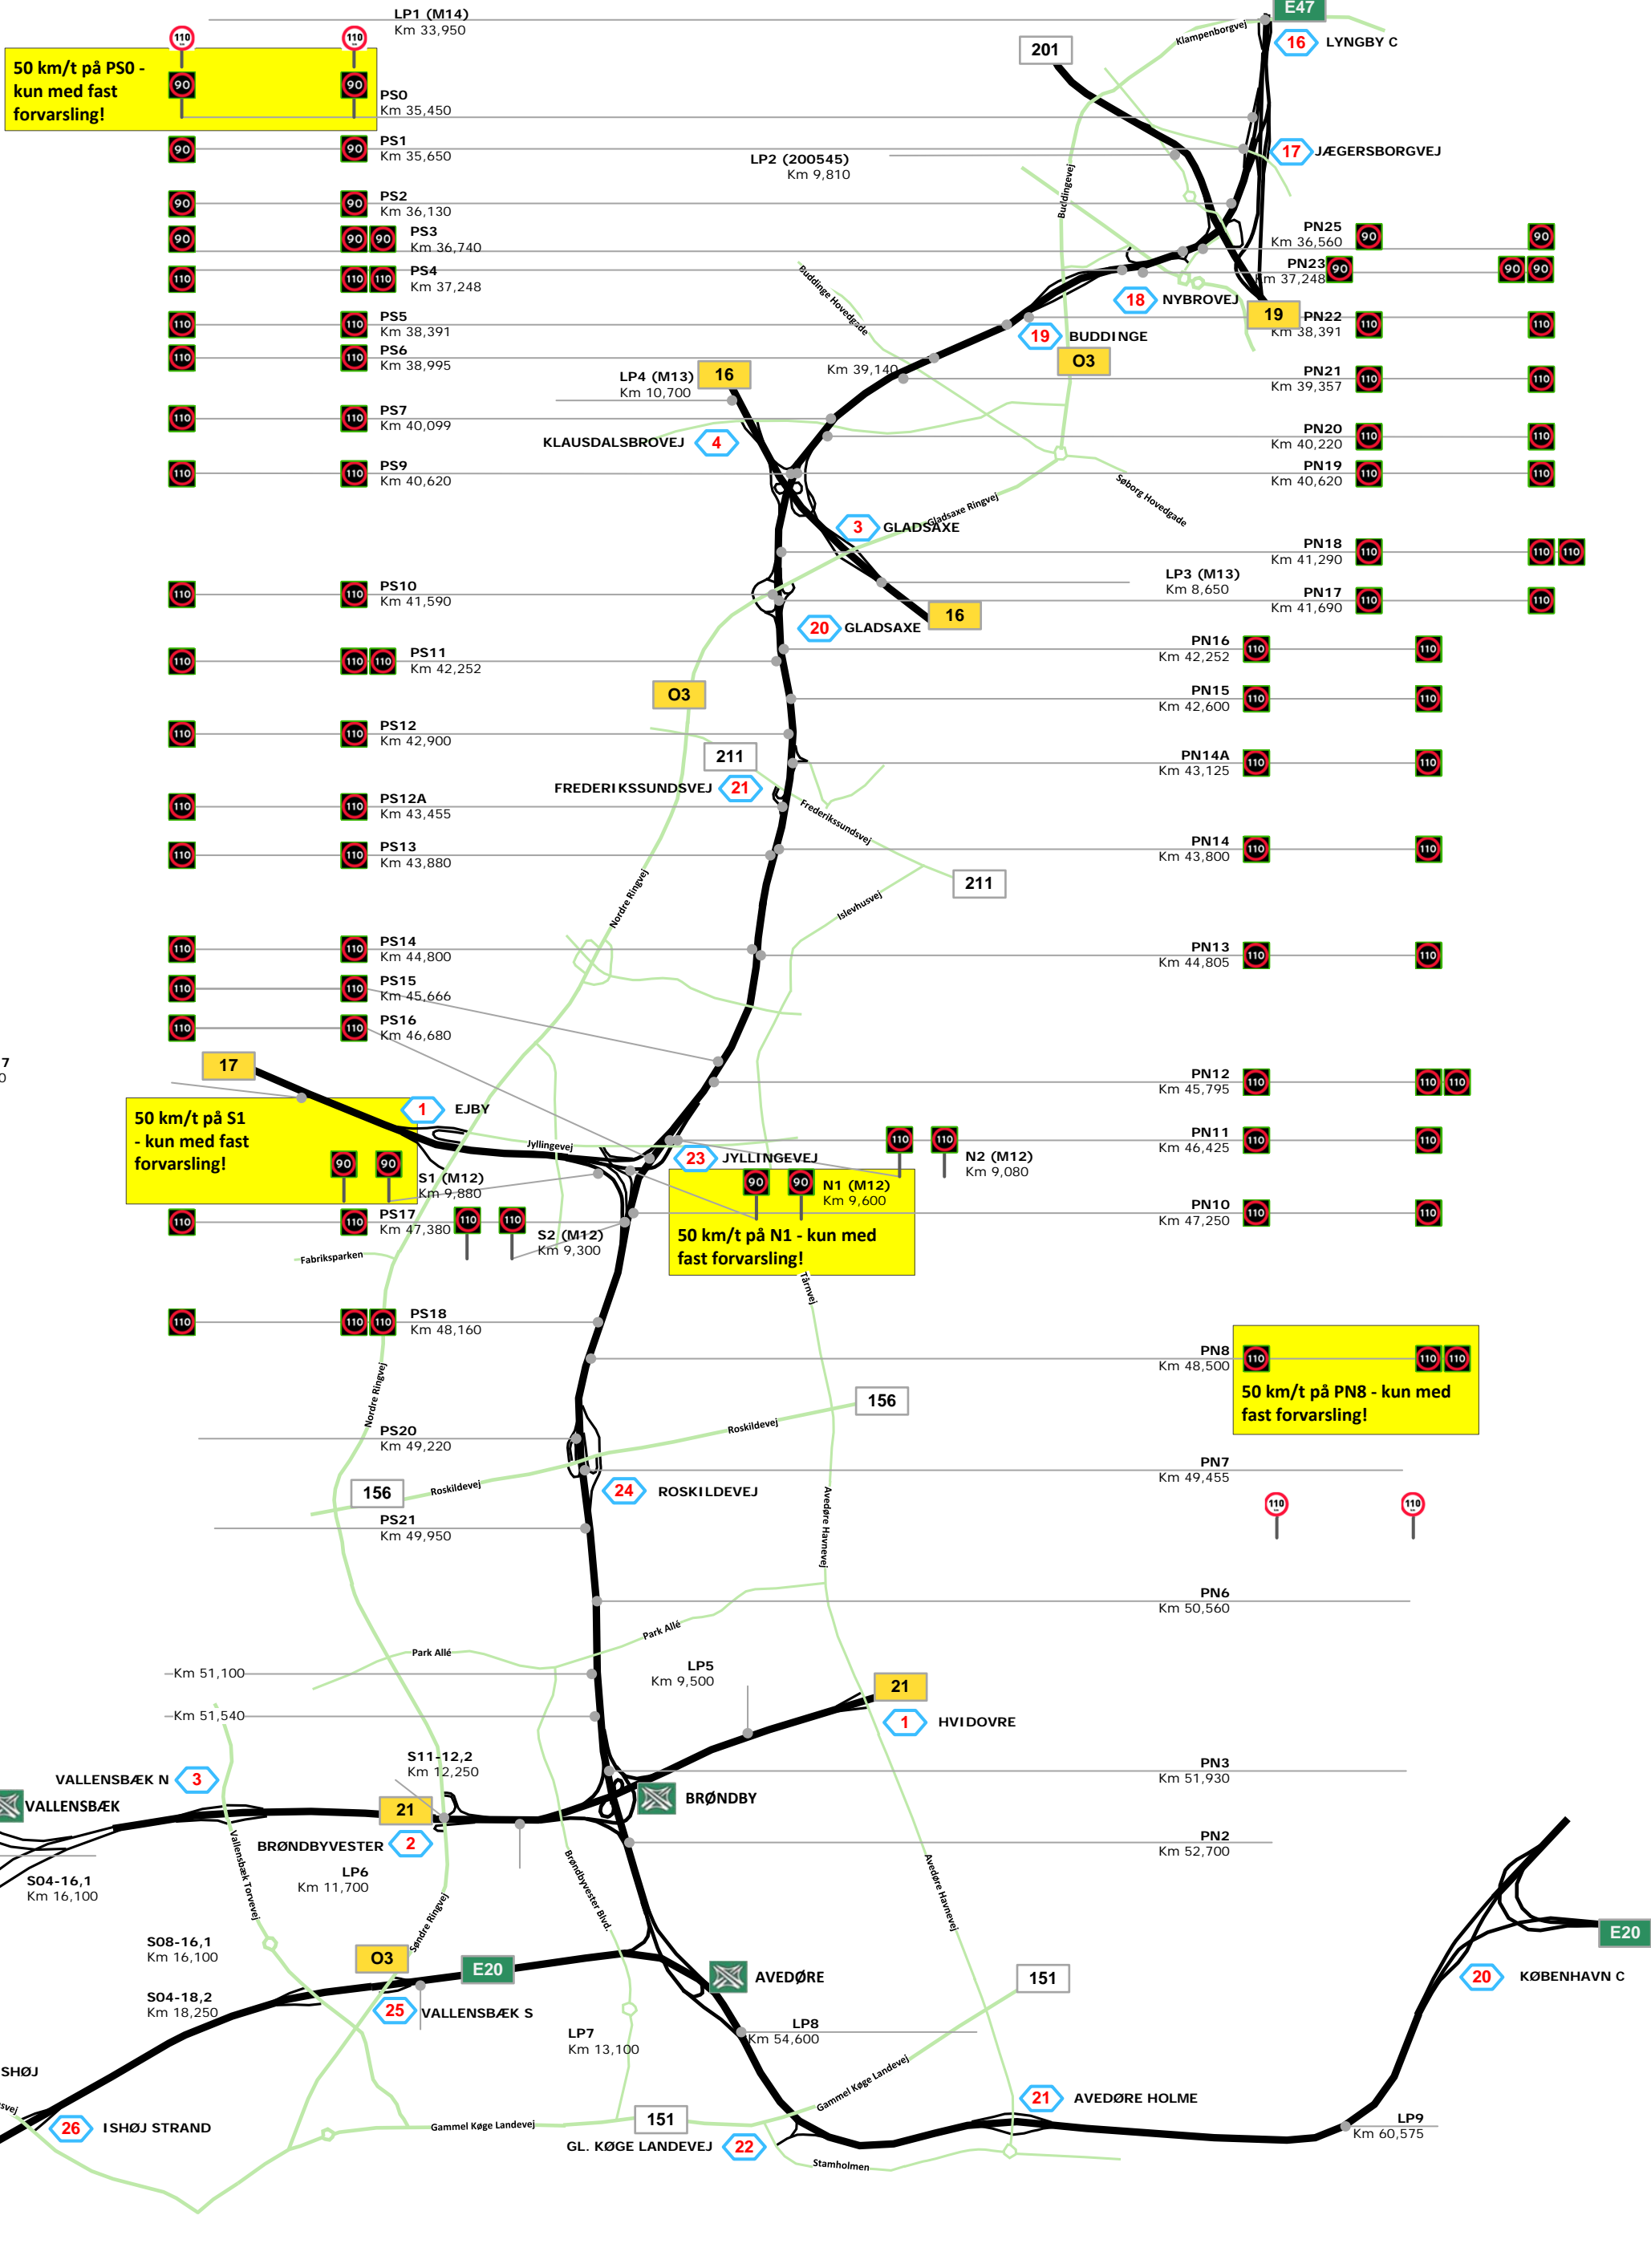 LP1 (M14)
Km 33,950
E47
16 LYNGBY C
Klampenborgvej
201
110
110
50 km/t på PS0 -
kun med fast
forvarsling!
90
90
PS0
Km 35,450
90
90
PS1
Km 35,650
17 JÆGERSBORGVEJ
LP2 (200545)
Km 9,810
Buddingevej
90
90
PS2
Km 36,130
90
90 90
PS3
Km 36,740
PN25
Km 36,560
90
90
110
110 110
PS4
Km 37,248
PN23
Km 37,248
90
90 90
18 NYBROVEJ
19
Buddinge Hovedgade
110
110
PS5
Km 38,391
PN22
Km 38,391
110
110
19 BUDDINGE
O3
110
110
PS6
Km 38,995
Km 39,140
LP4 (M13)
Km 10,700
16
PN21
Km 39,357
110
110
110
110
PS7
Km 40,099
KLAUSDALSBROVEJ 4
PN20
Km 40,220
110
110
110
110
PS9
Km 40,620
PN19
Km 40,620
110
110
Søborg Hovedgade
Gladsaxe Ringvej
3 GLADSAXE
PN18
Km 41,290
110
110 110
LP3 (M13)
Km 8,650
110
110
PS10
Km 41,590
PN17
Km 41,690
110
110
16
20 GLADSAXE
110
110 110
PS11
Km 42,252
PN16
Km 42,252
110
110
O3
PN15
Km 42,600
110
110
110
110
PS12
Km 42,900
211
PN14A
Km 43,125
110
110
FREDERIKSSUNDSVEJ 21
110
110
PS12A
Km 43,455
Frederikssundsvej
110
110
PS13
Km 43,880
PN14
Km 43,800
110
110
211
Nordre Ringvej
Islevhusvej
110
110
PS14
Km 44,800
PN13
Km 44,805
110
110
110
110
PS15
Km 45,666
110
110
PS16
Km 46,680
7
0
17
PN12
Km 45,795
110
110 110
1 EJBY
50 km/t på S1
- kun med fast
forvarsling!
90
90
S1 (M12)
Km 9,880
Jyllingevej
23 JYLLINGEVEJ
110
110
N2 (M12)
Km 9,080
PN11
Km 46,425
110
110
90
90
N1 (M12)
Km 9,600
50 km/t på N1 - kun med
fast forvarsling!
110
110
PS17
Km 47,380
110
110
S2 (M12)
Km 9,300
PN10
Km 47,250
110
110
Fabriksparken
Tårnvej
110
110 110
PS18
Km 48,160
PN8
Km 48,500
110
110 110
50 km/t på PN8 - kun med
fast forvarsling!
Nordre Ringvej
156
Roskildevej
PS20
Km 49,220
PN7
Km 49,455
156
Roskildevej
24 ROSKILDEVEJ
110
110
PS21
Km 49,950
Avedøre Havnevej
PN6
Km 50,560
Park Allé
Park Allé
Km 51,100
LP5
Km 9,500
21
Km 51,540
1 HVIDOVRE
S11-12,2
Km 12,250
PN3
Km 51,930
VALLENSBÆK N 3
VALLENSBÆK
21
BRØNDBY
BRØNDBYVESTER 2
PN2
Km 52,700
LP6
Km 11,700
S04-16,1
Km 16,100
Vallensbæk Torvevej
Søndre Ringvej
Brøndbyvester Blvd
Avedøre Havnevej
S08-16,1
Km 16,100
O3
E20
E20
AVEDØRE
151
20 KØBENHAVN C
S04-18,2
Km 18,250
25 VALLENSBÆK S
LP7
Km 13,100
LP8
Km 54,600
Gammel Køge Landevej
SHØJ
svej
26 ISHØJ STRAND
Gammel Køge Landevej
151
21 AVEDØRE HOLME
LP9
Km 60,575
GL. KØGE LANDEVEJ 22
Stamholmen